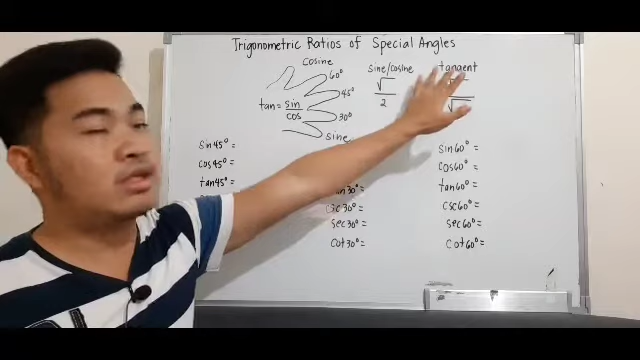 Trigonometric Ratios of Special Angles
cosine
60°
45°
30°
sine
tan = sin
cos
sine/cosine
√
2
tangent
√
√
sin45° =
cos45° =
tan45° =
tan30° =
csc30° =
sec30° =
cot30° =
sin60° =
cos60° =
tan60° =
csc60° =
sec60° =
cot60° =